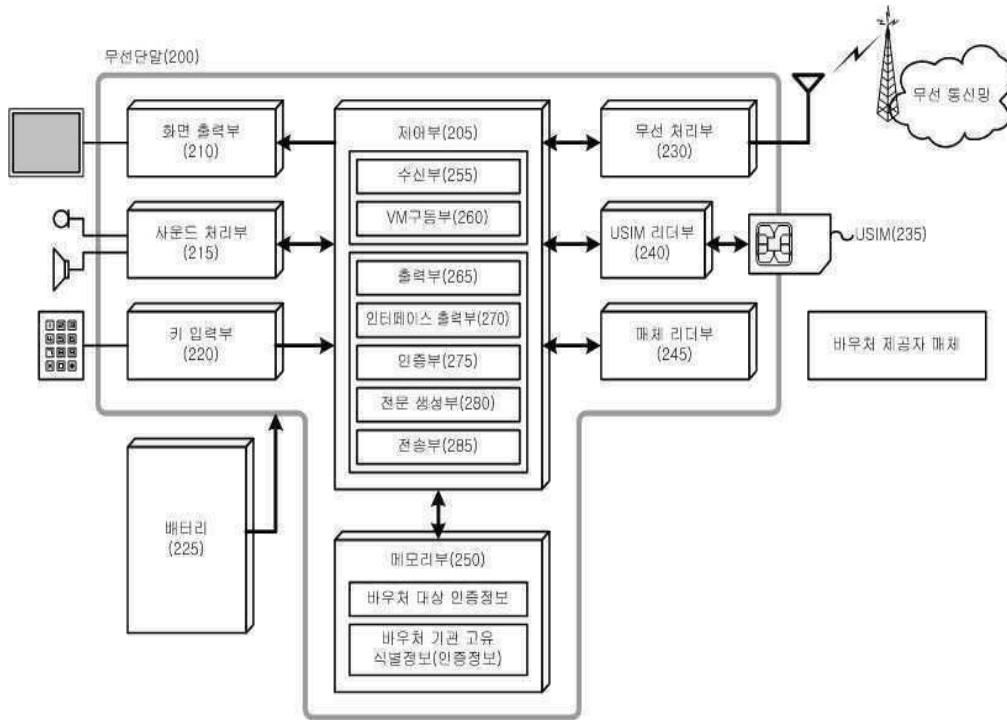 무선단말(200)
무선 통신망
화면 출력부
(210)
제어부(205)
무선 처리부
(230)
수신부(255)
VM구동부(260)
사운드 처리부
(215)
USIM 리더부
(240)
USIM(235)
출력부(265)
인터페이스 출력부(270)
키 입력부
(220)
매체 리더부
(245)
바우처 제공자 매체
인증부(275)
전문 생성부(280)
전송부(285)
배터리
(225)
메모리부(250)
바우처 대상 인증정보
바우처 기관 고유
식별정보(인증정보)